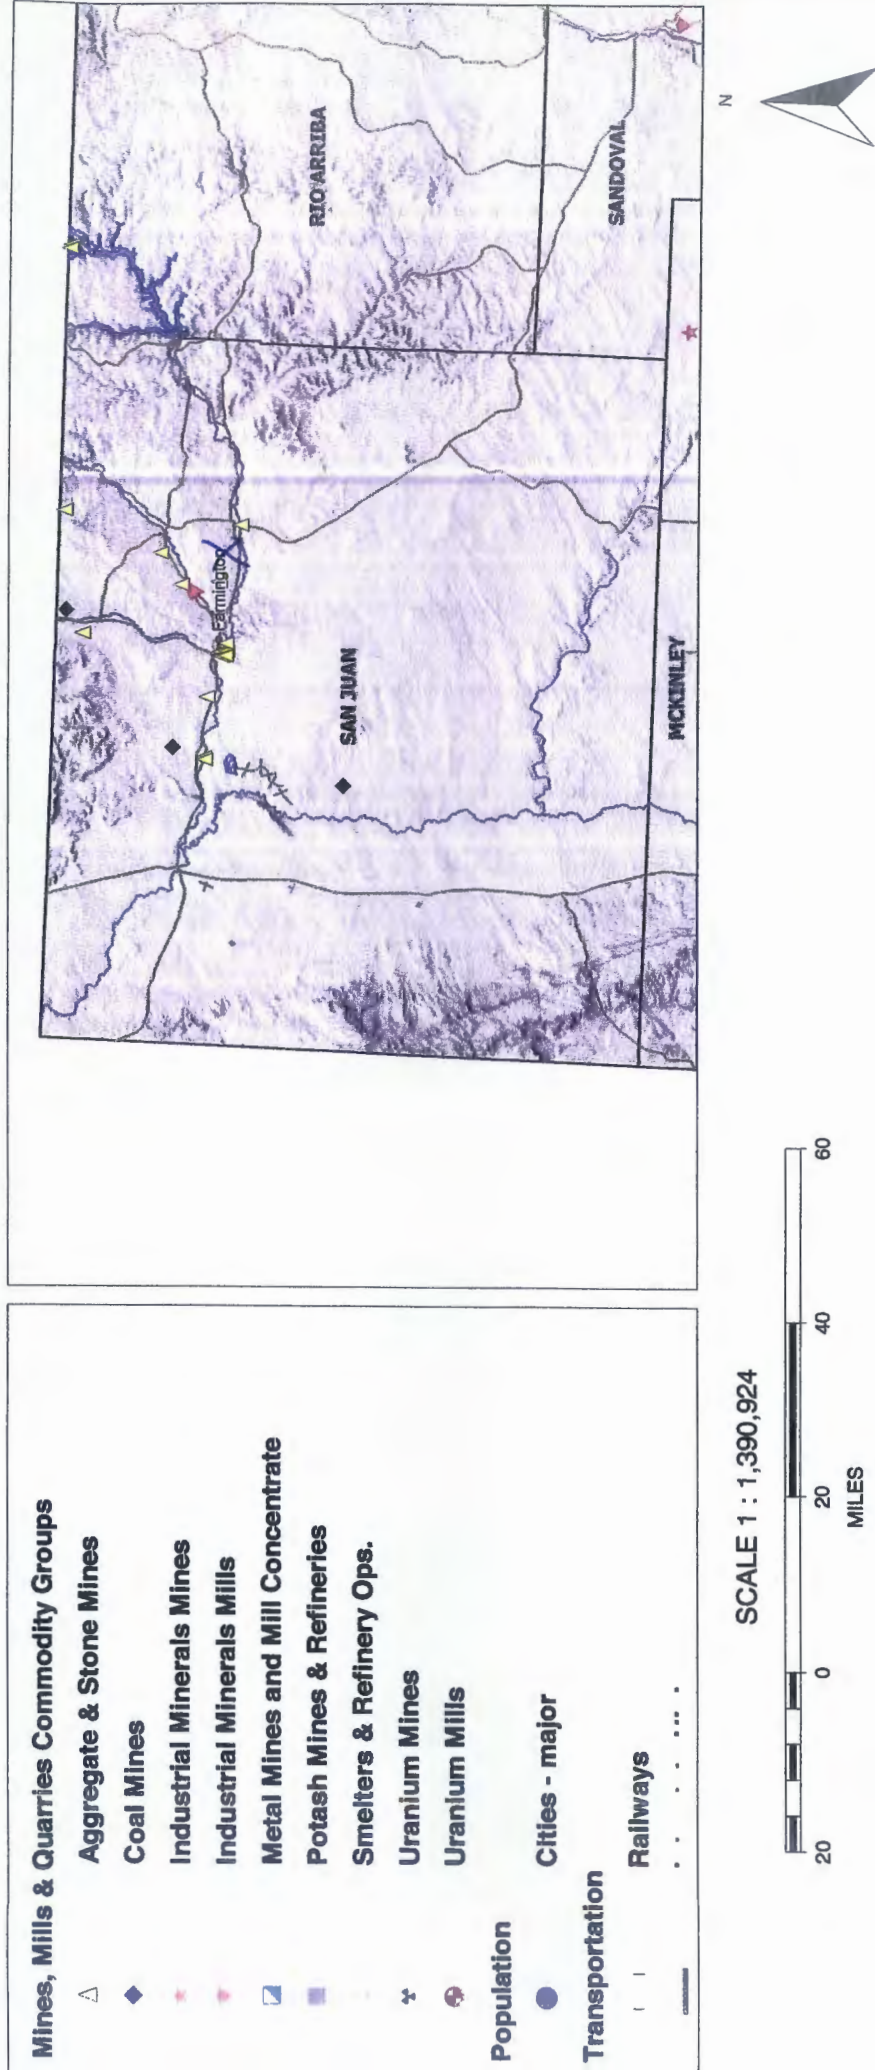 Mines, Mills & Quarries Commodity Groups
Aggregate & Stone Mines
Coal Mines
Industrial Minerals Mines
Industrial Minerals Mills
Metal Mines and Mill Concentrate
Potash Mines & Refineries
Smelters & Refinery Ops.
Uranium Mines
Uranium Mills
Population
Cities - major
Transportation
Railways
Farmington
RIO ARRIBA
SAN JUAN
SANDOVAL
MCKINLEY
N
SCALE 1 : 1,390,924
20 0 20 40 60
MILES